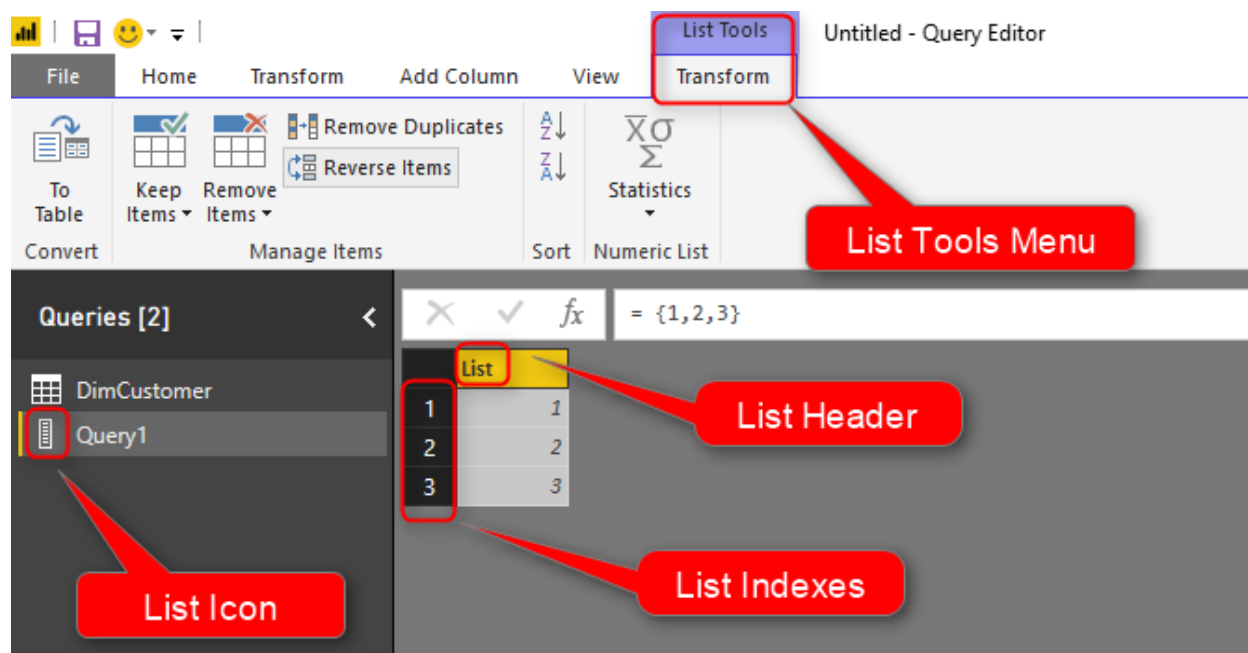 List Tools
Untitled - Query Editor
File Home Transform Add Column View Transform
To Table
Keep Items
Remove Items
Remove Duplicates
Reverse Items
A Z
Z A
X σ Σ
Statistics
Convert Manage Items Sort Numeric List
List Tools Menu
Queries [2]
fx = {1,2,3}
DimCustomer
Query1
List
1 1
2 2
3 3
List Header
List Indexes
List Icon